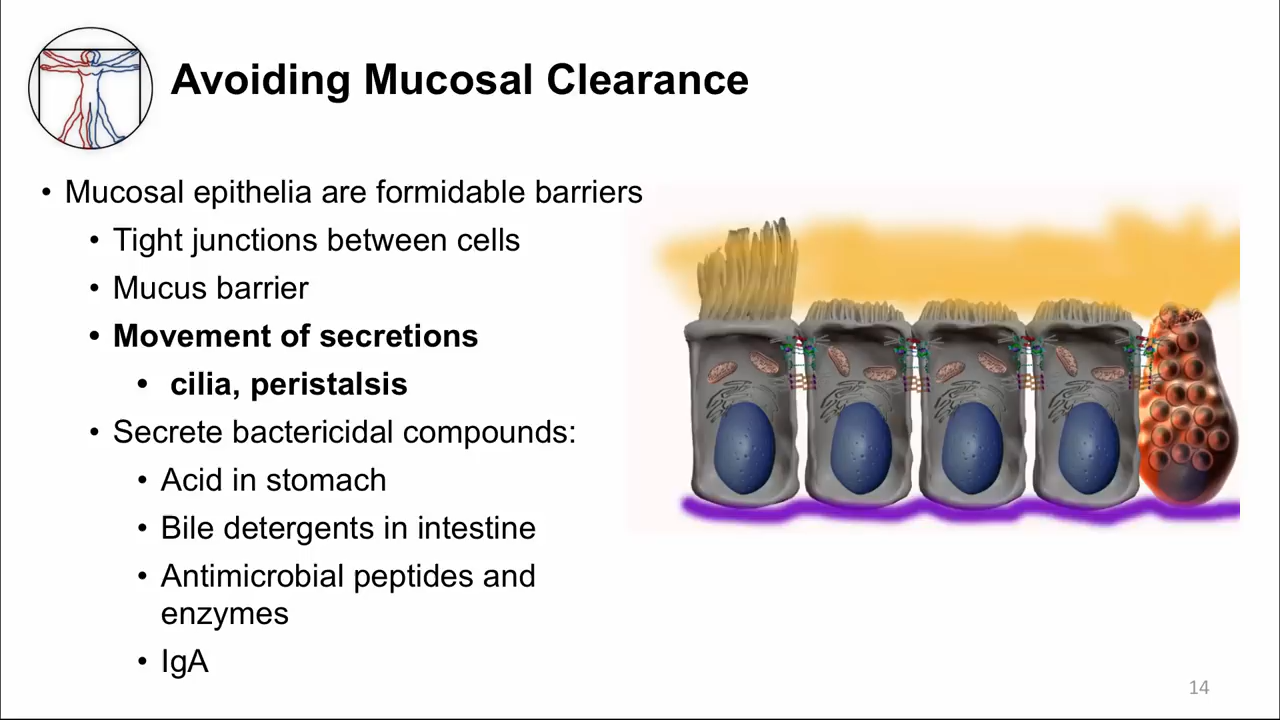 Avoiding Mucosal Clearance
• Mucosal epithelia are formidable barriers
• Tight junctions between cells
• Mucus barrier
• Movement of secretions
• cilia, peristalsis
• Secrete bactericidal compounds:
• Acid in stomach
• Bile detergents in intestine
• Antimicrobial peptides and
enzymes
• IgA
14